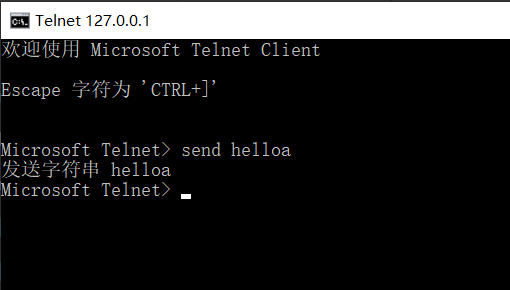 Telnet 127.0.0.1
欢迎使用 Microsoft Telnet Client
Escape 字符为 'CTRL+]'
Microsoft Telnet> send helloa
发送字符串 helloa
Microsoft Telnet>